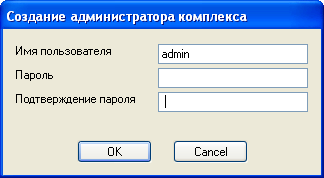 Создание администратора комплекса
Имя пользователя admin
Пароль
Подтверждение пароля
OK Cancel